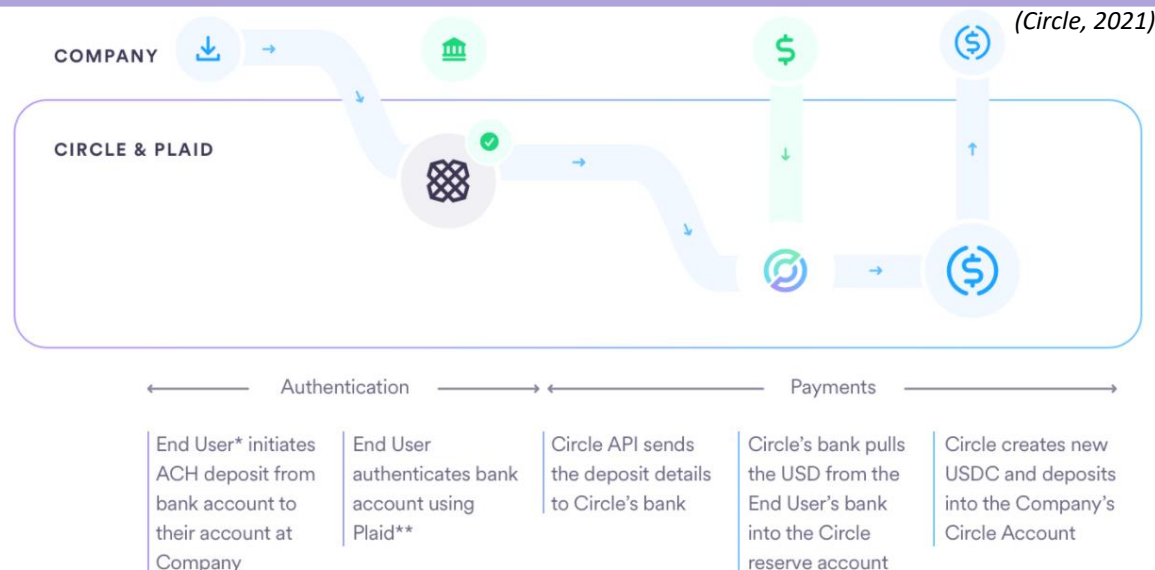 (Circle, 2021)
COMPANY
CIRCLE & PLAID
Authentication
Payments
End User* initiates
ACH deposit from
bank account to
their account at
Company
End User
authenticates bank
account using
Plaid**
Circle API sends
the deposit details
to Circle's bank
Circle's bank pulls
the USD from the
End User's bank
into the Circle
reserve account
Circle creates new
USDC and deposits
into the Company's
Circle Account